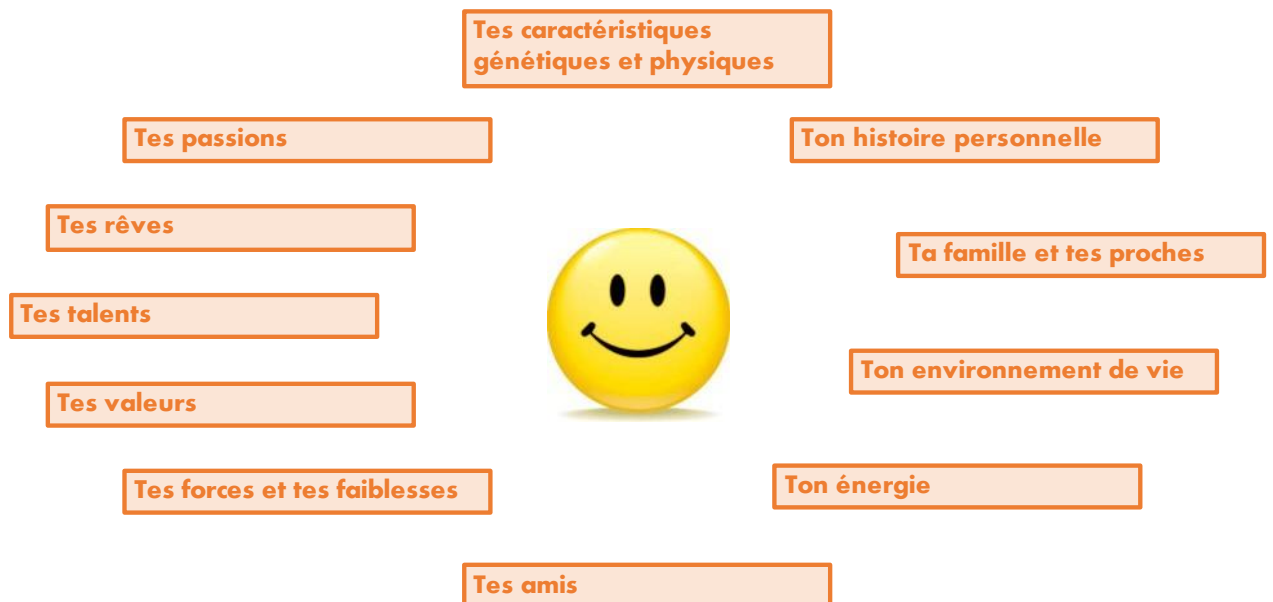 Tes caractéristiques
génétiques et physiques
Tes passions
Ton histoire personnelle
Tes rêves
Ta famille et tes proches
Tes talents
Ton environnement de vie
Tes valeurs
Tes forces et tes faiblesses
Ton énergie
Tes amis